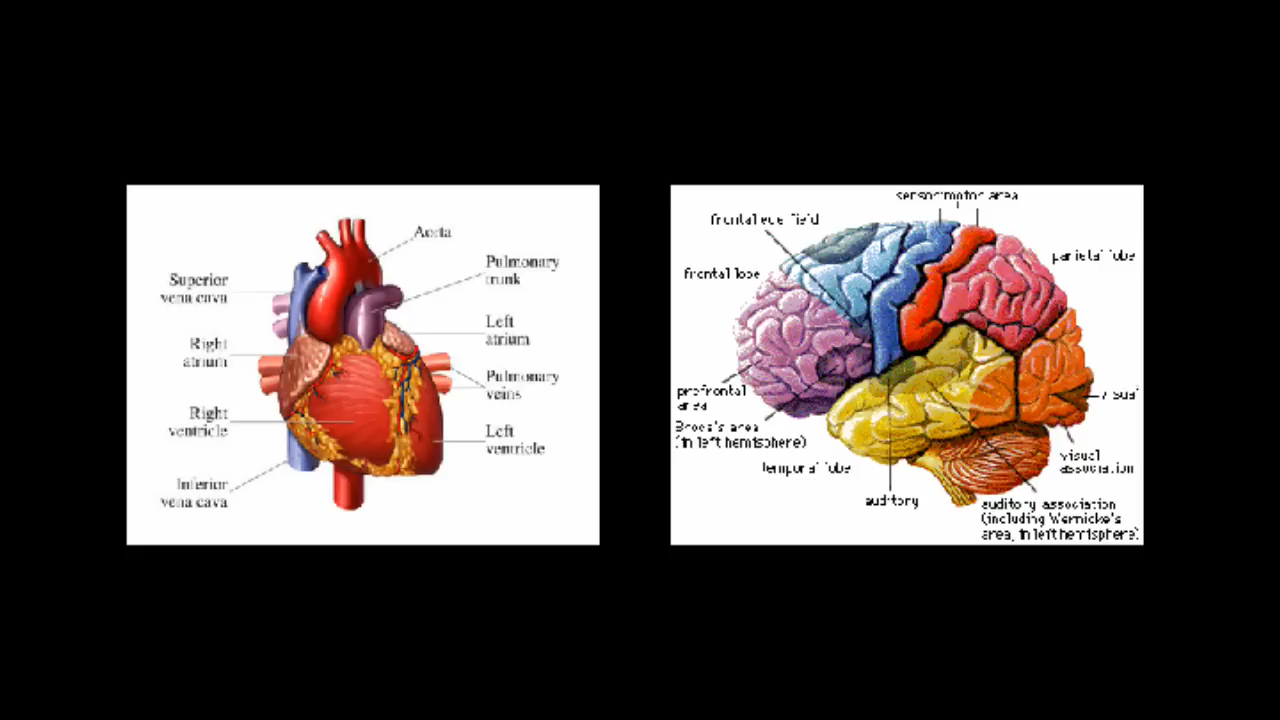 Aorta
Pulmonary
trunk
Superior
vena cava
Left
atrium
Right
atrium
Pulmonary
veins
Right
ventricle
Left
ventricle
Inferior
vena cava
sensorimotor area
frontal eye field
parietal lobe
frontal lobe
prefrontal
area
visual
Broca's area
(in left hemisphere)
visual
association
temporal lobe
auditory
auditory association
(including Wernicke's
area, in left hemisphere)